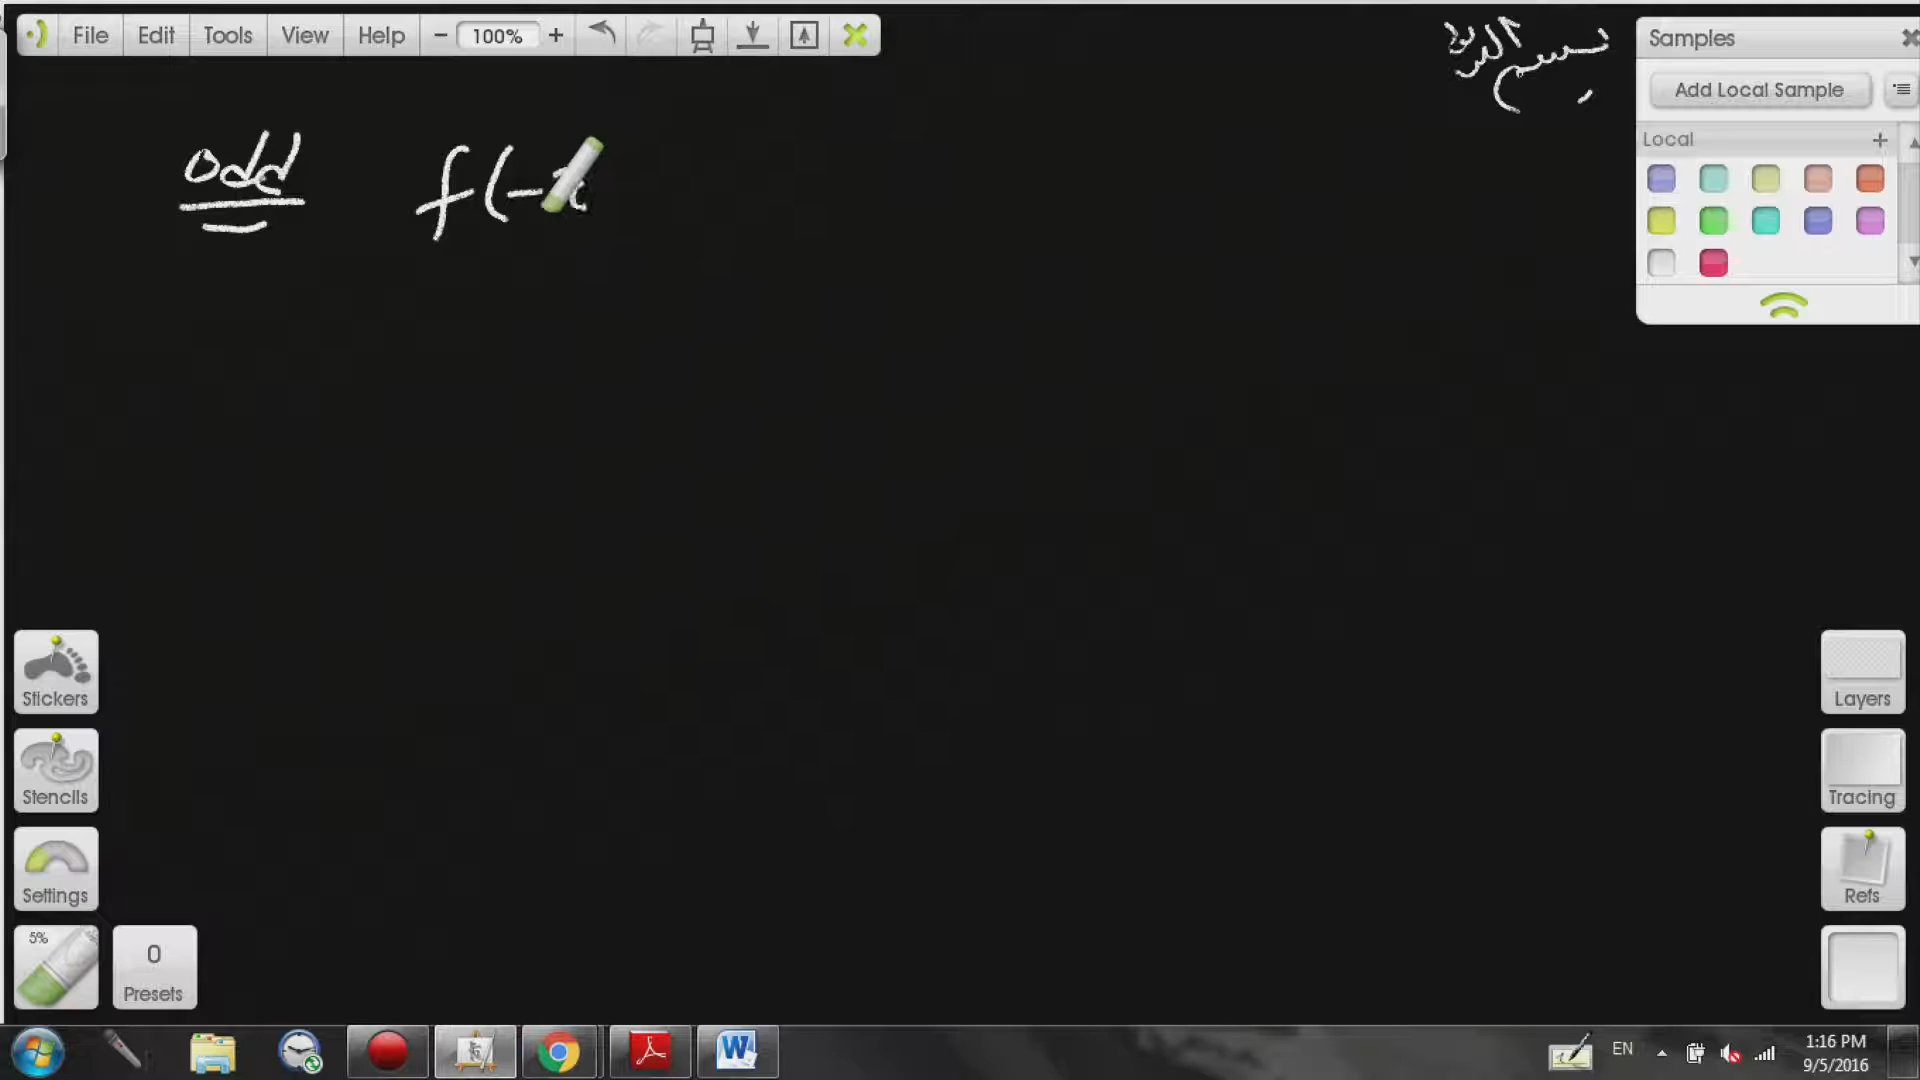 File Edit Tools View Help − 100% +
بسم الله
Samples
Add Local Sample
Local +
odd f(-x
Stickers
Stencils
Settings
5%
0
Presets
Layers
Tracing
Refs
EN
1:16 PM
9/5/2016